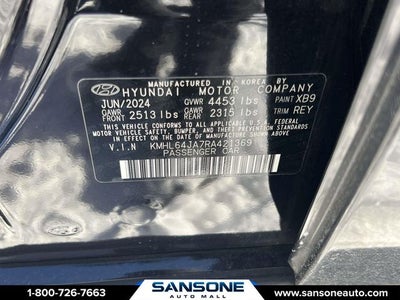 MANUFACTURED IN KOREA BY
HYUNDAI MOTOR COMPANY
JUN/2024 GVWR 4453 lbs PAINT XB9
GAWR FRONT 2513 lbs GAWR REAR 2315 lbs TRIM REY
THIS VEHICLE CONFORMS TO ALL APPLICABLE U.S. FEDERAL
MOTOR VEHICLE SAFETY, BUMPER, AND THEFT PREVENTION STANDARDS
IN EFFECT ON THE DATE OF MANUFACTURE SHOWN ABOVE.
V.I.N KMHL64JA7RA421369
PASSENGER CAR
1-800-726-7663 SANSONE AUTO MALL www.sansoneauto.com